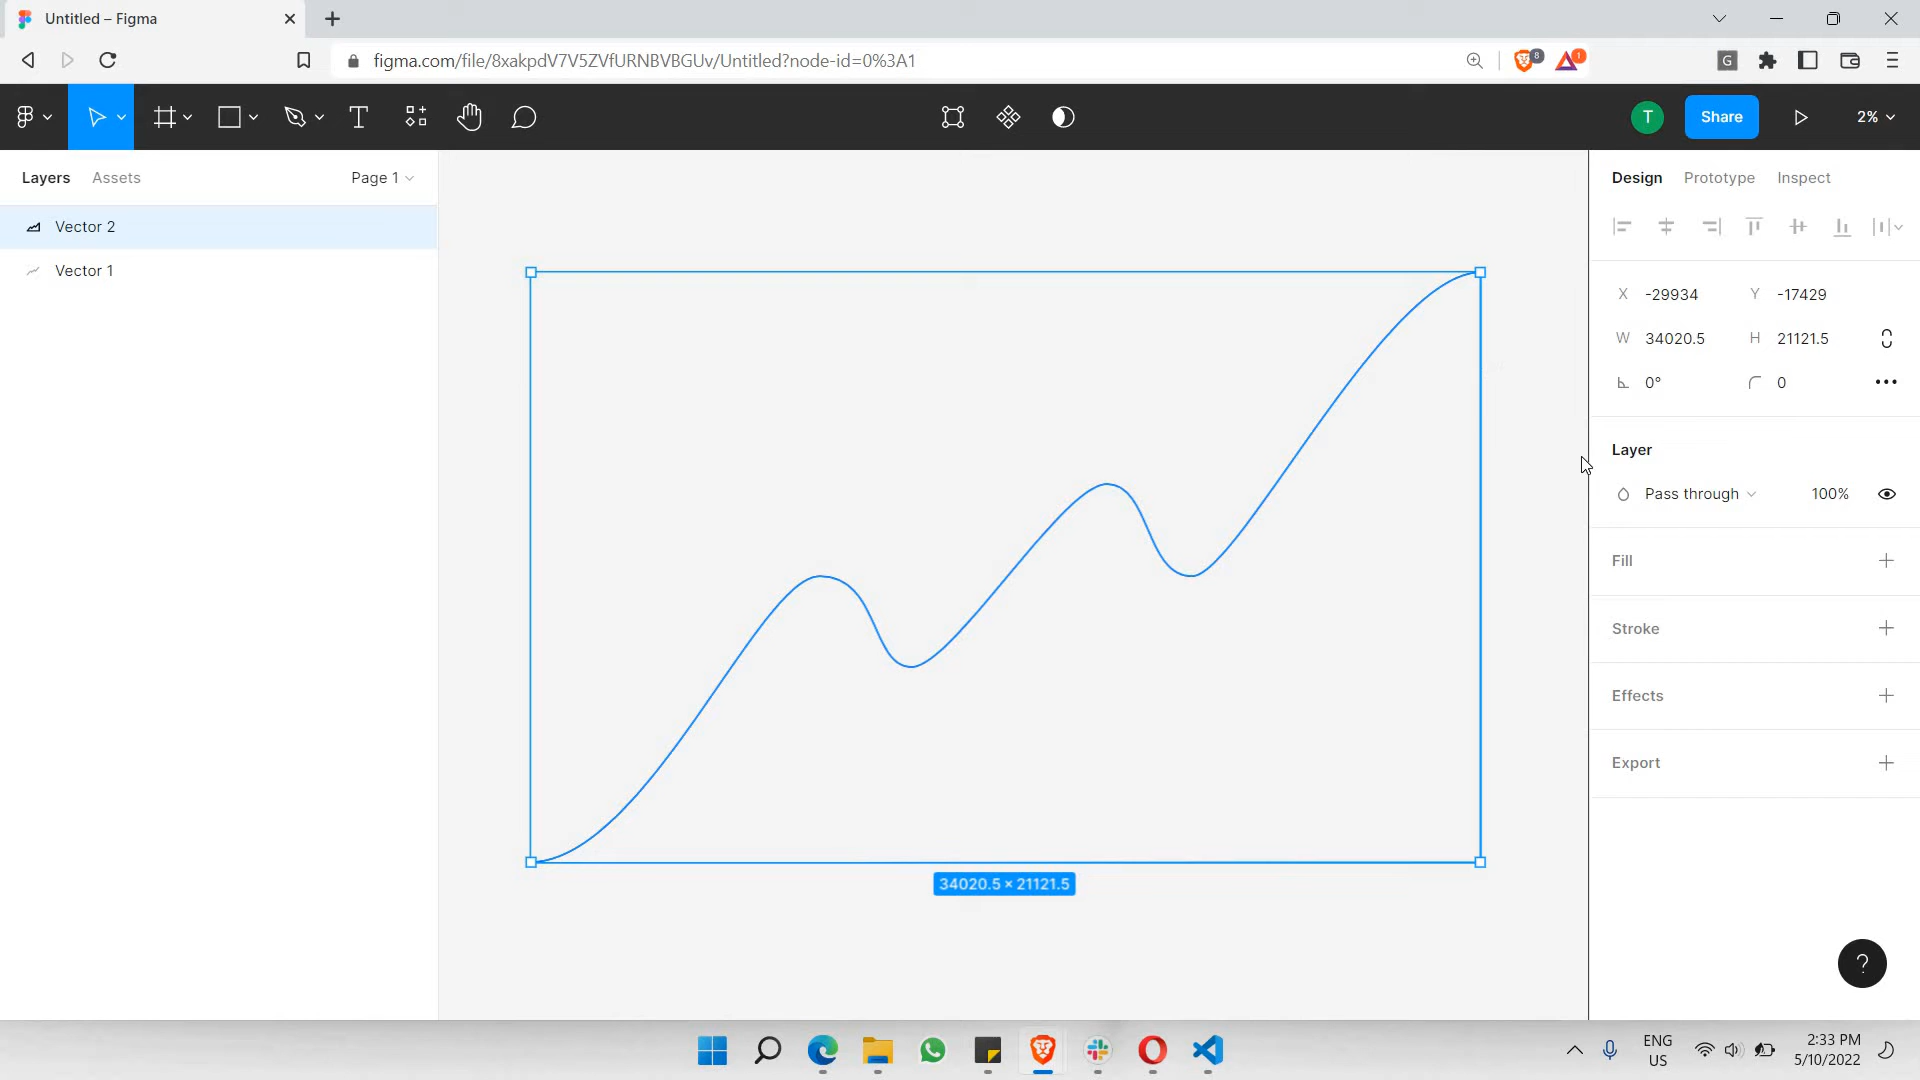 Untitled – Figma
figma.com/file/8xakpdV7V5ZVfURNBVBGUv/Untitled?node-id=0%3A1
8
1
G
T
Share
2%
Layers
Assets
Page 1
Design
Prototype
Inspect
Vector 2
Vector 1
X -29934
Y -17429
W 34020.5
H 21121.5
0°
0
Layer
Pass through
100%
Fill
Stroke
Effects
Export
34020.5 × 21121.5
?
ENG
US
2:33 PM
5/10/2022